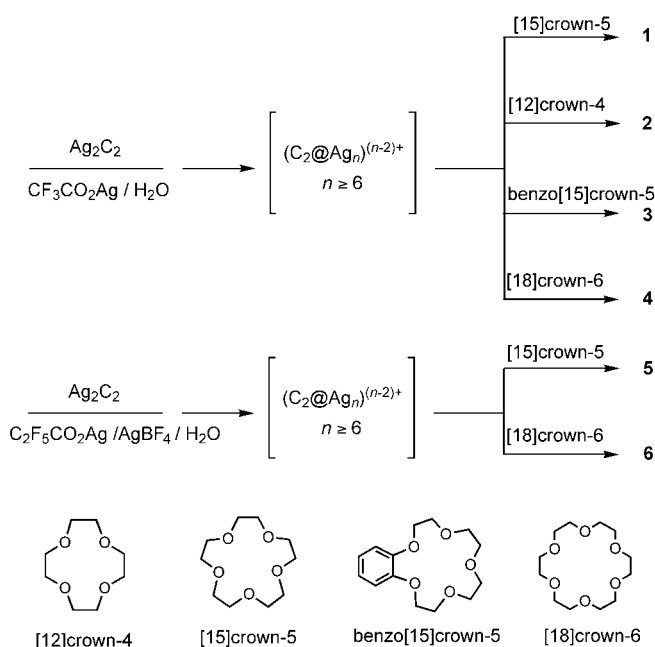 [15]crown-5
1
[12]crown-4
2
Ag₂C₂
CF₃CO₂Ag / H₂O
(C₂@Agₙ)⁽ⁿ⁻²⁾⁺
n ≥ 6
benzo[15]crown-5
3
[18]crown-6
4
[15]crown-5
5
Ag₂C₂
C₂F₅CO₂Ag /AgBF₄ / H₂O
(C₂@Agₙ)⁽ⁿ⁻²⁾⁺
n ≥ 6
[18]crown-6
6
O O O O
O O O O O
O O O O O
O O O O O O
[12]crown-4
[15]crown-5
benzo[15]crown-5
[18]crown-6